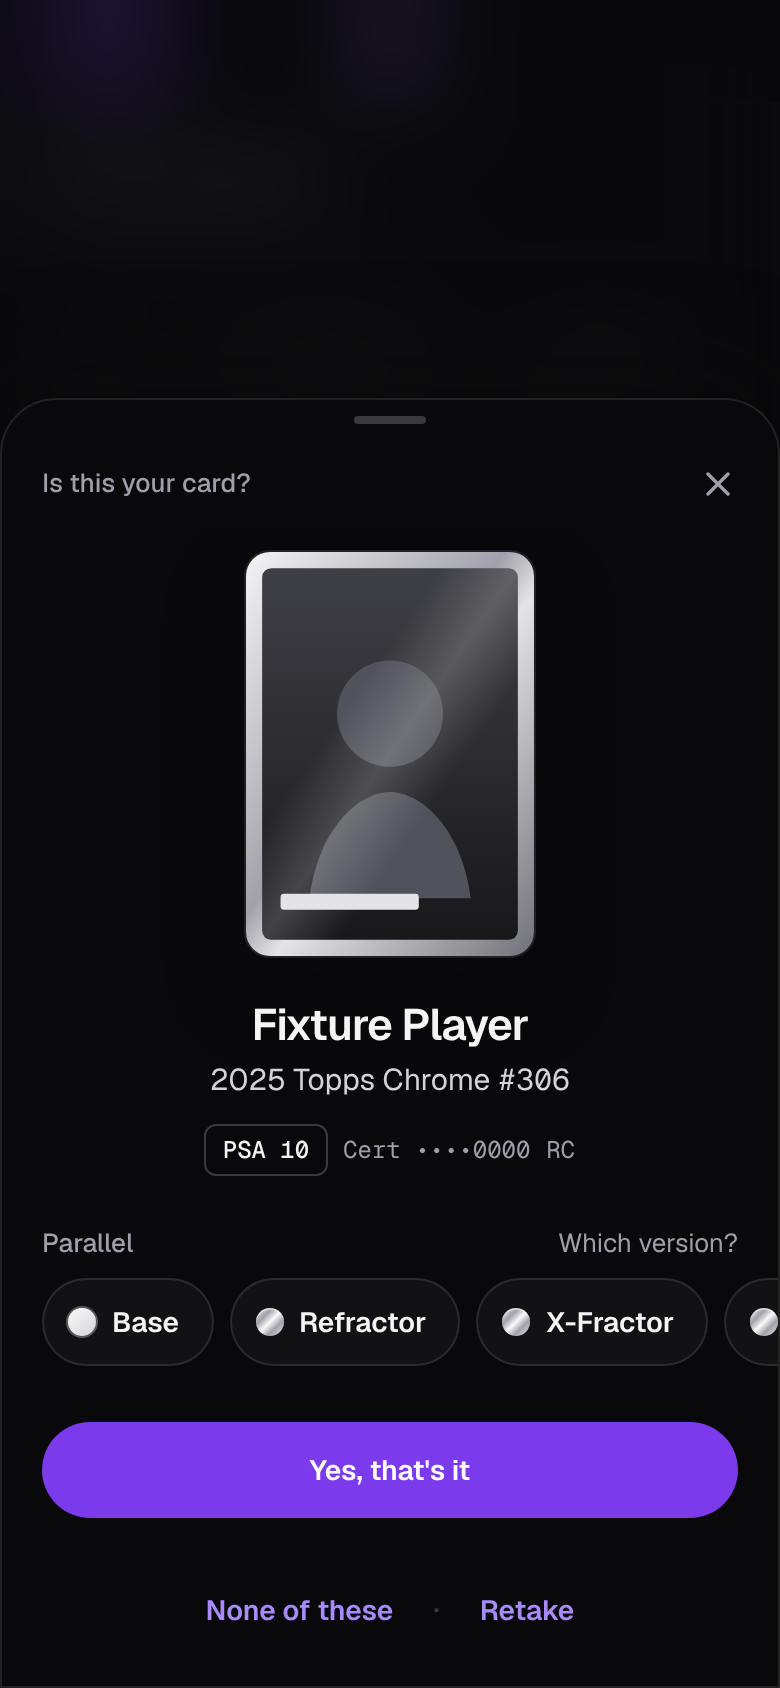 Is this your card?
Fixture Player
2025 Topps Chrome #306
PSA 10 Cert ••••0000 RC
Parallel Which version?
Base Refractor X-Fractor
Yes, that's it
None of these · Retake